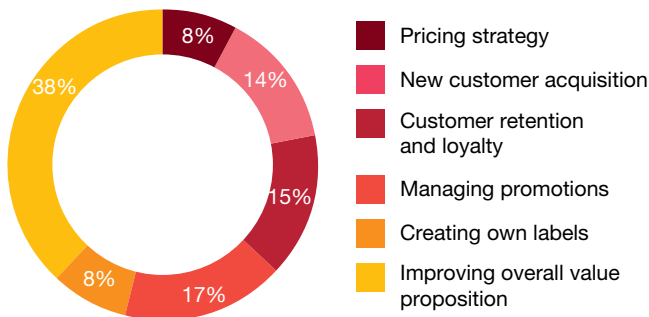 8%
14%
15%
17%
8%
38%
Pricing strategy
New customer acquisition
Customer retention
and loyalty
Managing promotions
Creating own labels
Improving overall value
proposition